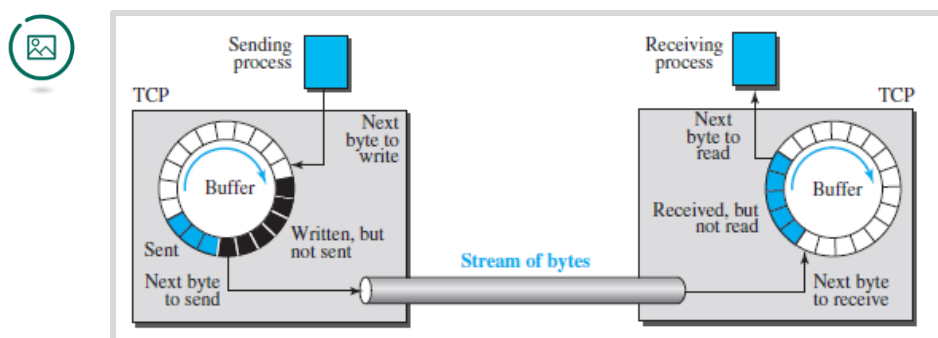 Sending
process
TCP
Next
byte to
write
Buffer
Sent
Written, but
not sent
Next byte
to send
Stream of bytes
Receiving
process
TCP
Next
byte to
read
Buffer
Received, but
not read
Next byte
to receive